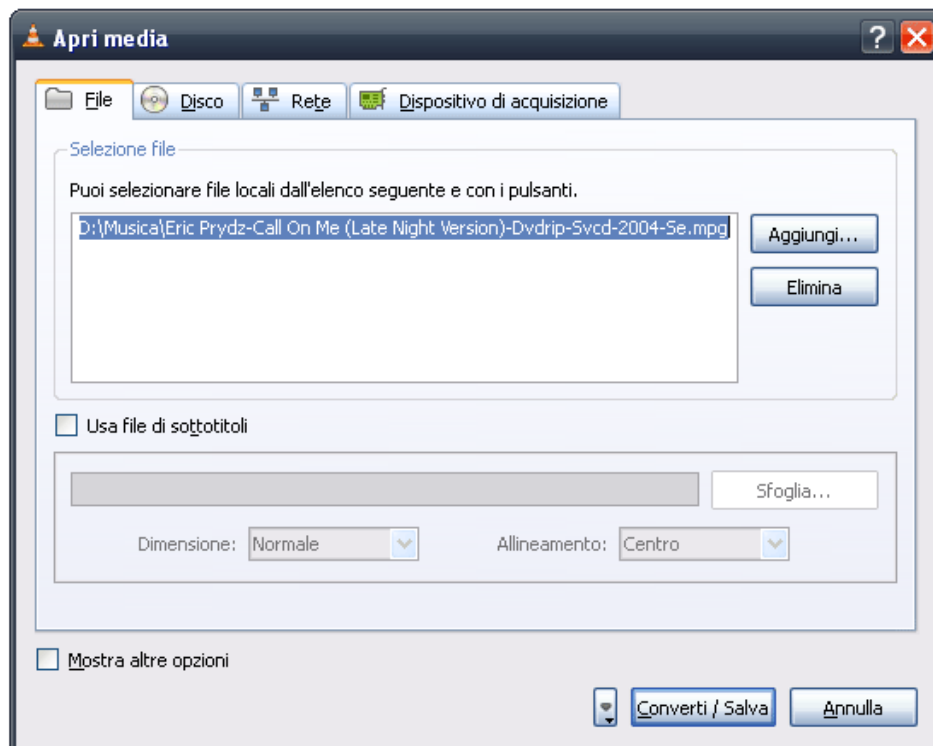 Apri media
File Disco Rete Dispositivo di acquisizione
Selezione file
Puoi selezionare file locali dall'elenco seguente e con i pulsanti.
D:\Musica\Eric Prydz-Call On Me (Late Night Version)-Dvdrip-Svcd-2004-Se.mpg
Aggiungi...
Elimina
Usa file di sottotitoli
Sfoglia...
Dimensione: Normale Allineamento: Centro
Mostra altre opzioni
Converti / Salva Annulla